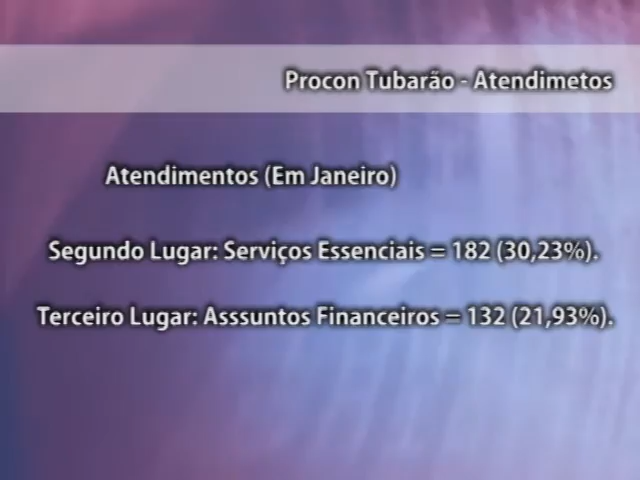 Procon Tubarão - Atendimetos
Atendimentos (Em Janeiro)
Segundo Lugar: Serviços Essenciais = 182 (30,23%).
Terceiro Lugar: Asssuntos Financeiros = 132 (21,93%).